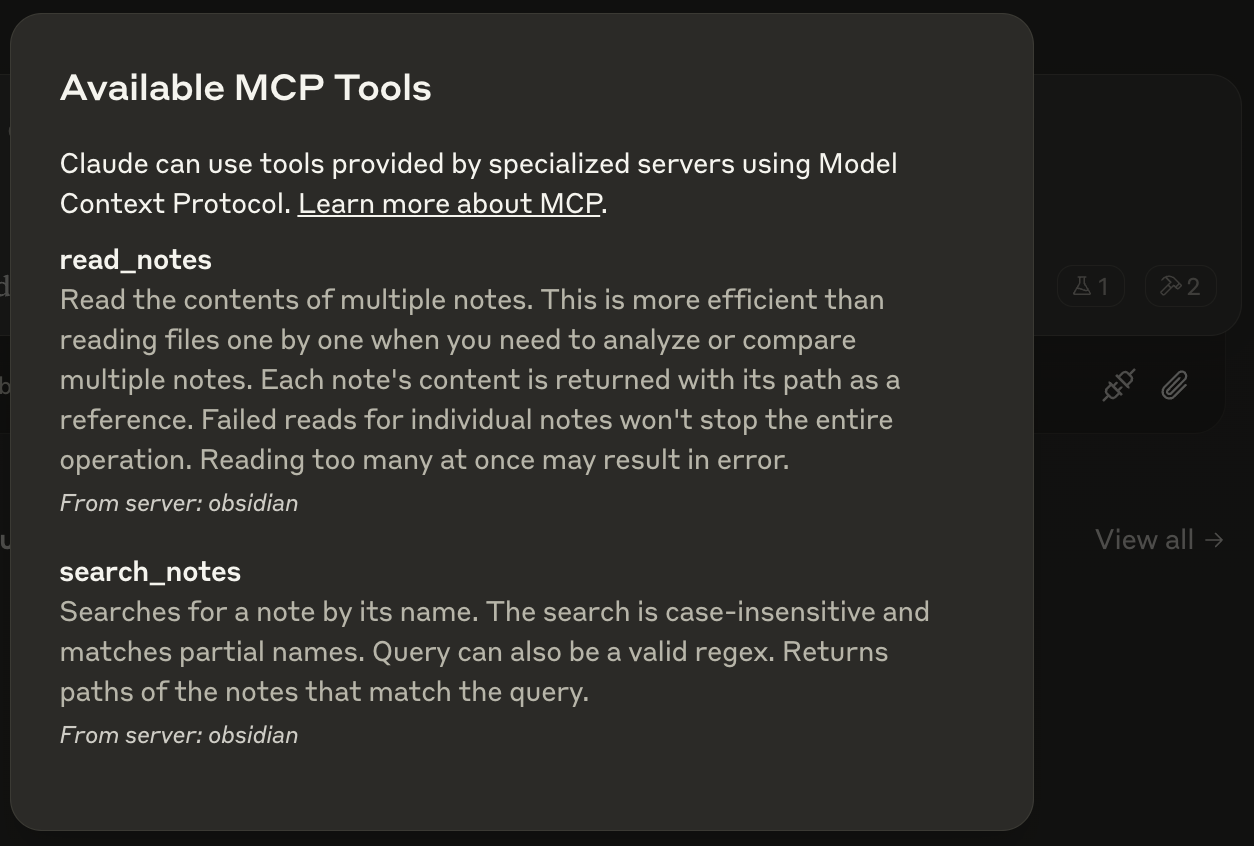 Available MCP Tools
Claude can use tools provided by specialized servers using Model
Context Protocol. Learn more about MCP.
read_notes
Read the contents of multiple notes. This is more efficient than
reading files one by one when you need to analyze or compare
multiple notes. Each note's content is returned with its path as a
reference. Failed reads for individual notes won't stop the entire
operation. Reading too many at once may result in error.
From server: obsidian
search_notes
Searches for a note by its name. The search is case-insensitive and
matches partial names. Query can also be a valid regex. Returns
paths of the notes that match the query.
From server: obsidian
1
2
View all →